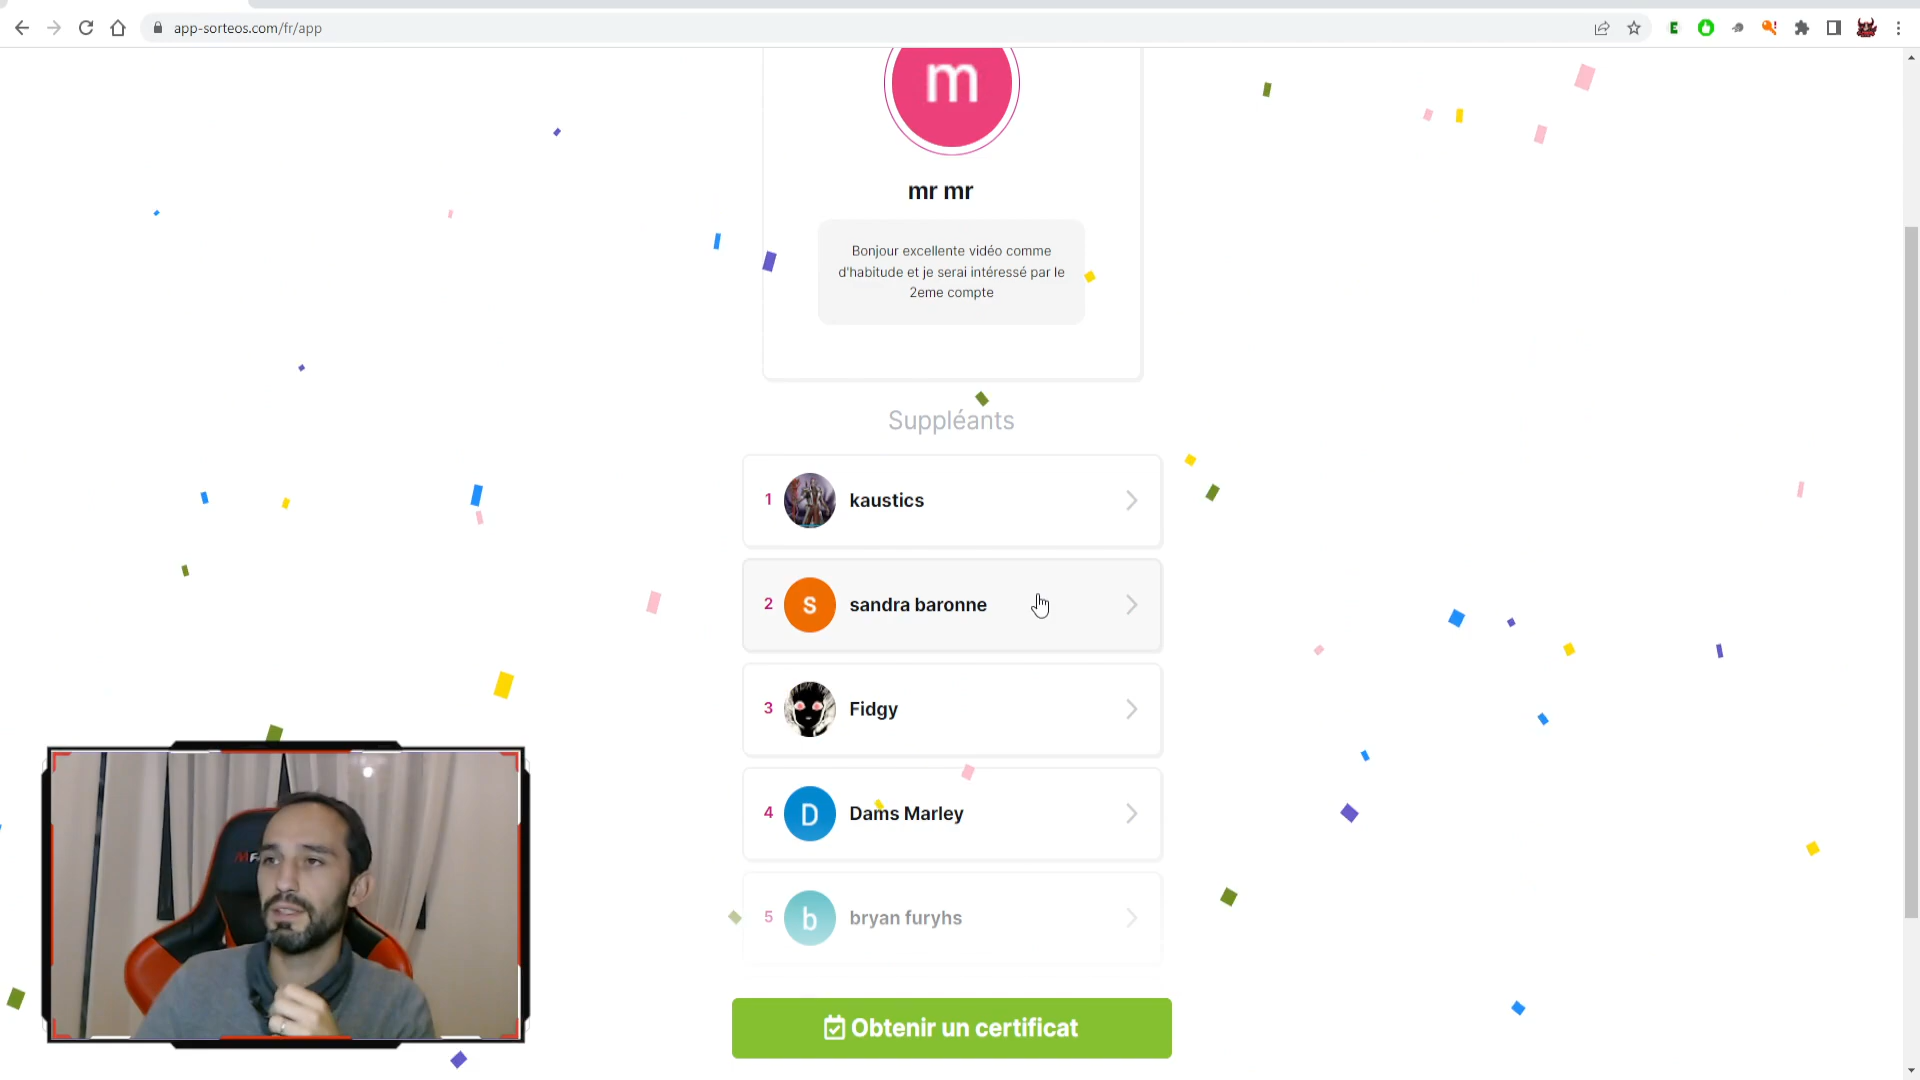 app-sorteos.com/fr/app
m
mr mr
Bonjour excellente vidéo comme
d'habitude et je serai intéressé par le
2eme compte
Suppléants
1 kaustics
2 S sandra baronne
3 Fidgy
4 D Dams Marley
5 b bryan furyhs
Obtenir un certificat